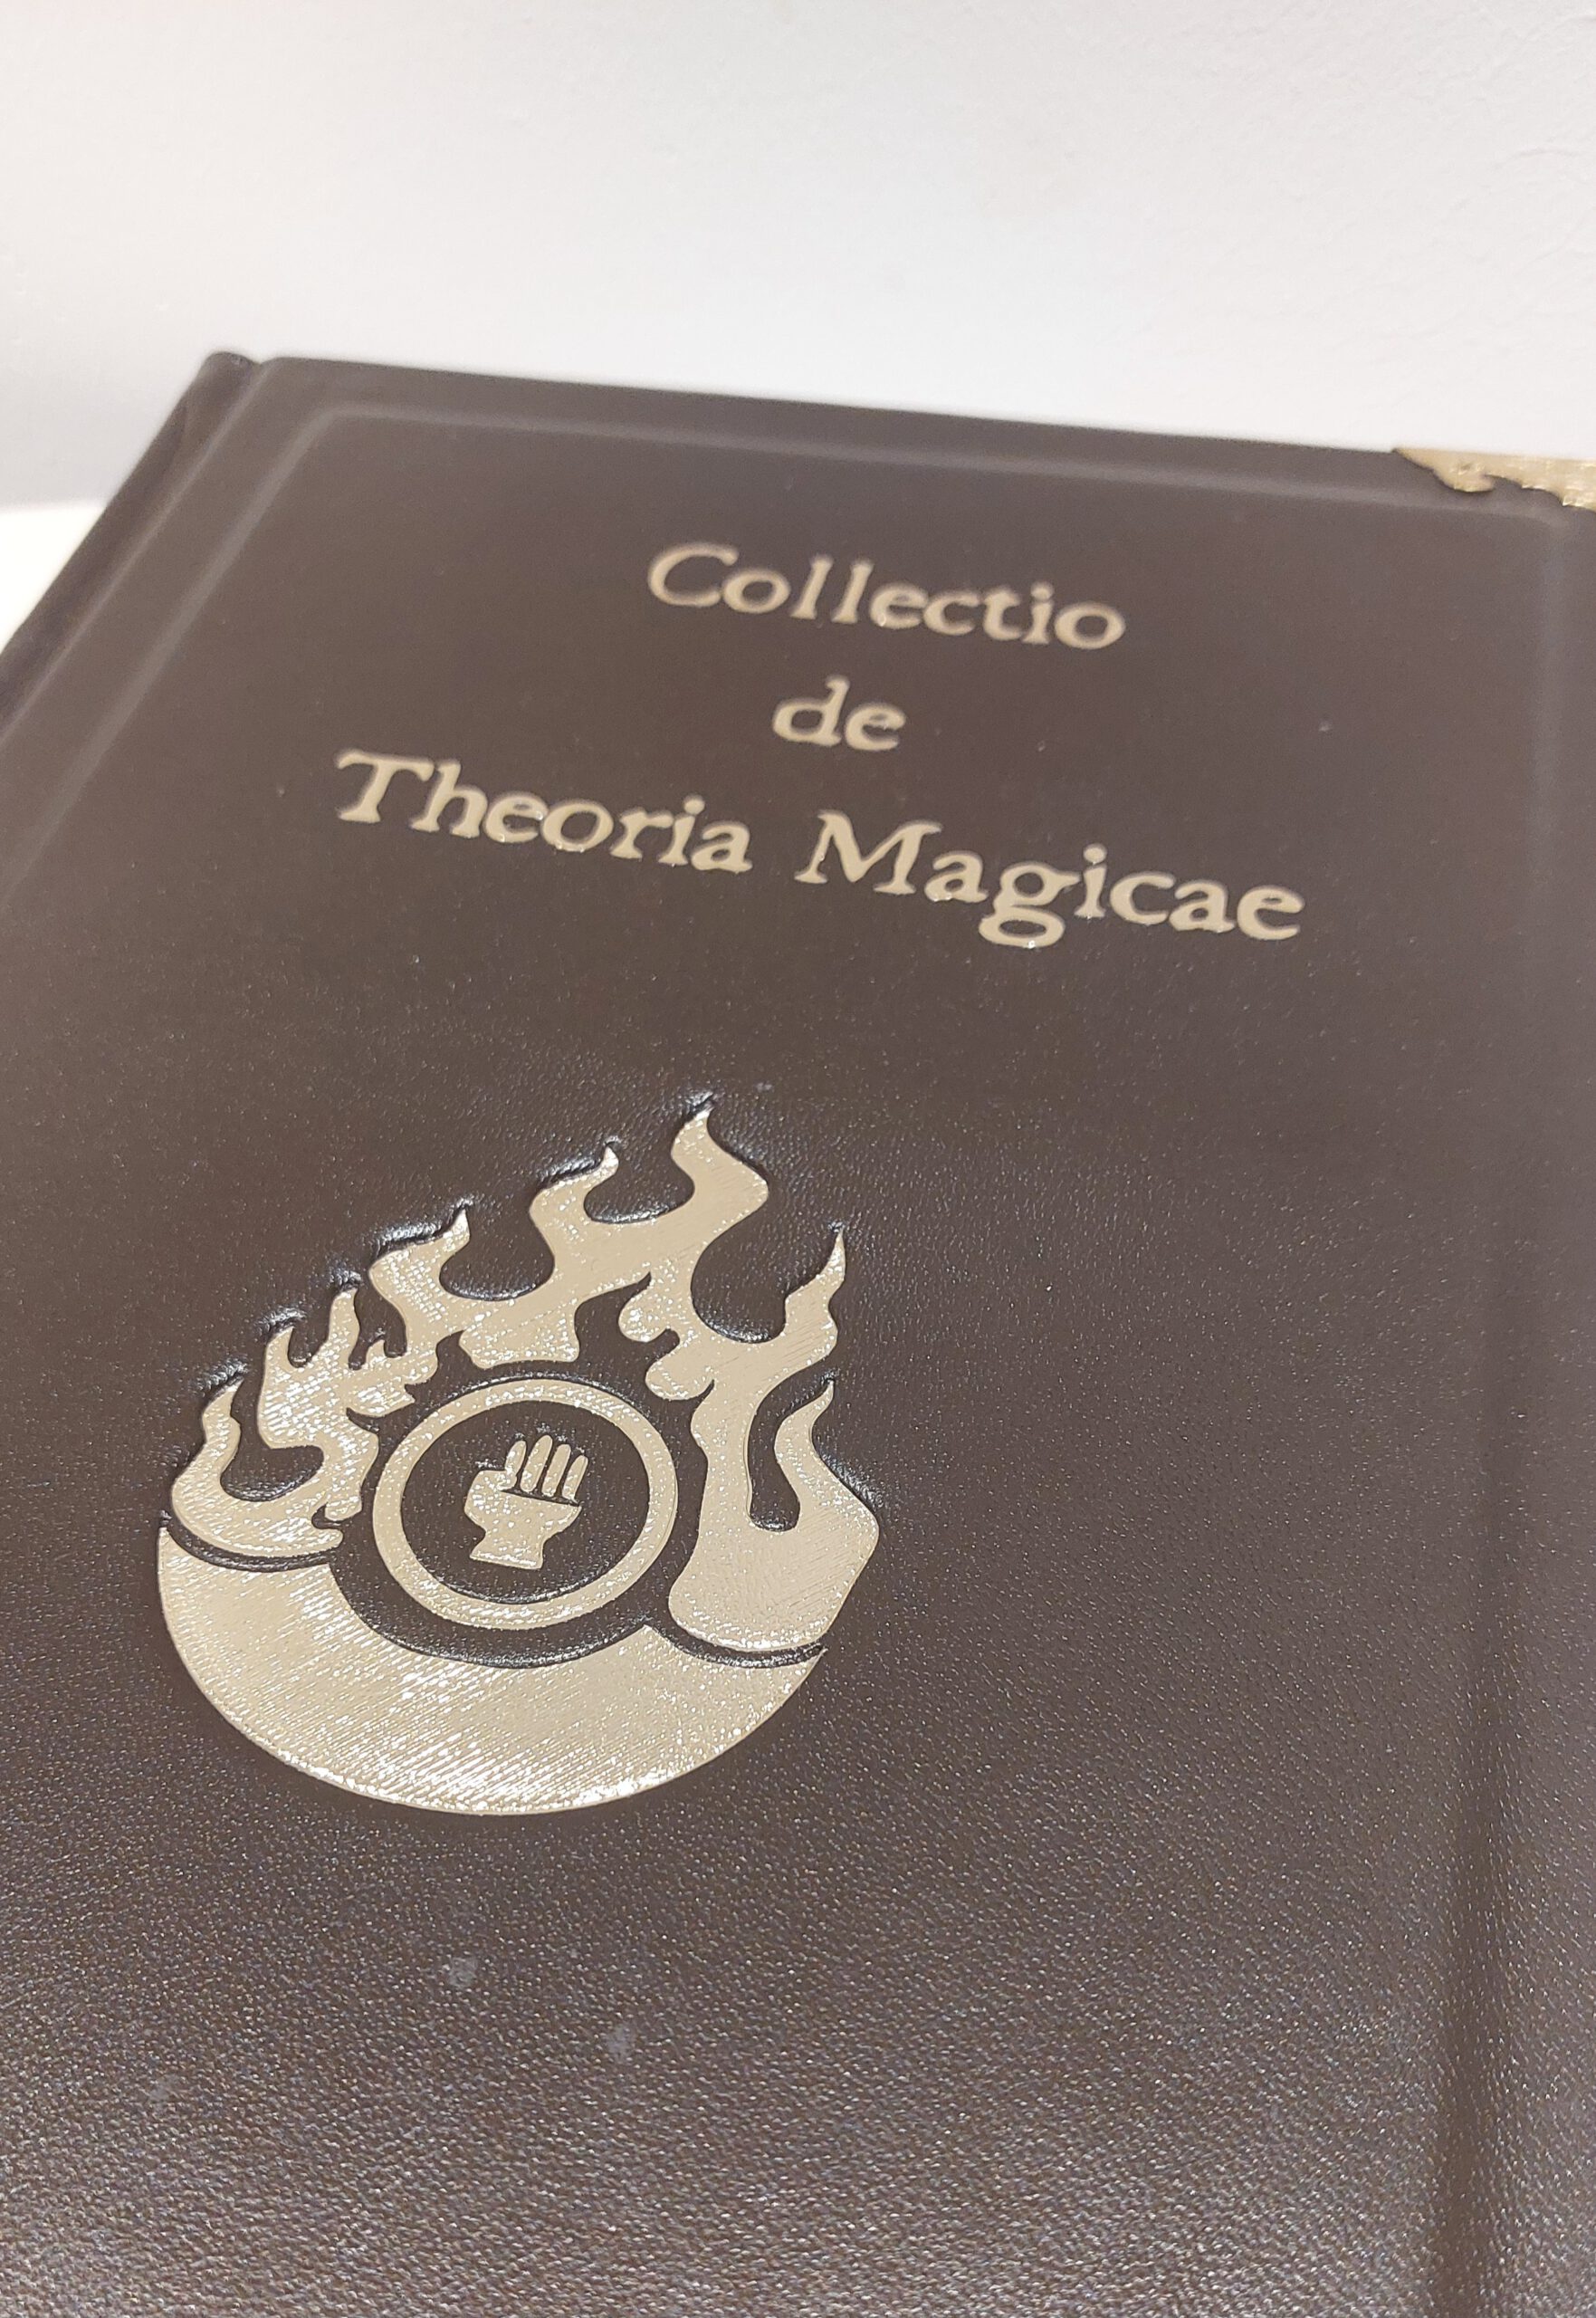 Collectio
de
Theoria Magicae